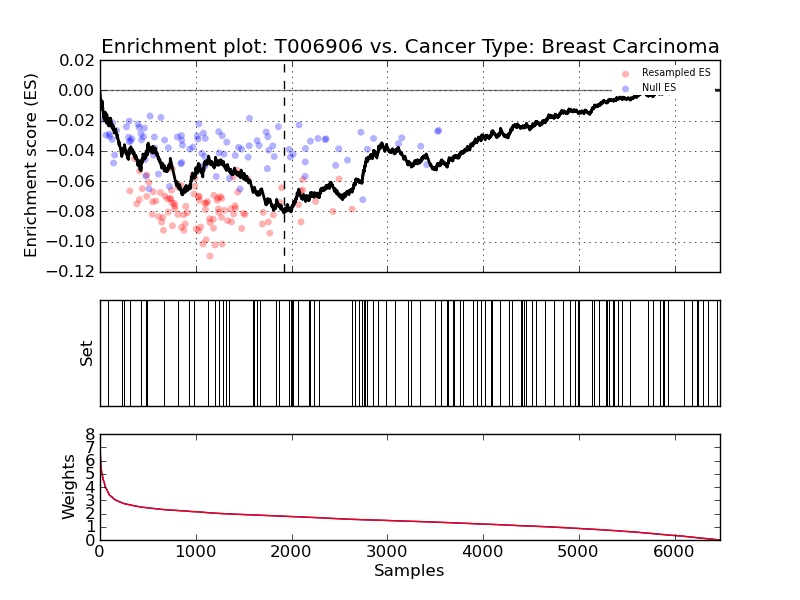 Enrichment plot: T006906 vs. Cancer Type: Breast Carcinoma
0.02
0.00
−0.02
−0.04
−0.06
−0.08
−0.10
−0.12
Enrichment score (ES)
Resampled ES
Null ES
Set
8
7
6
5
4
3
2
1
0
Weights
0 1000 2000 3000 4000 5000 6000
Samples